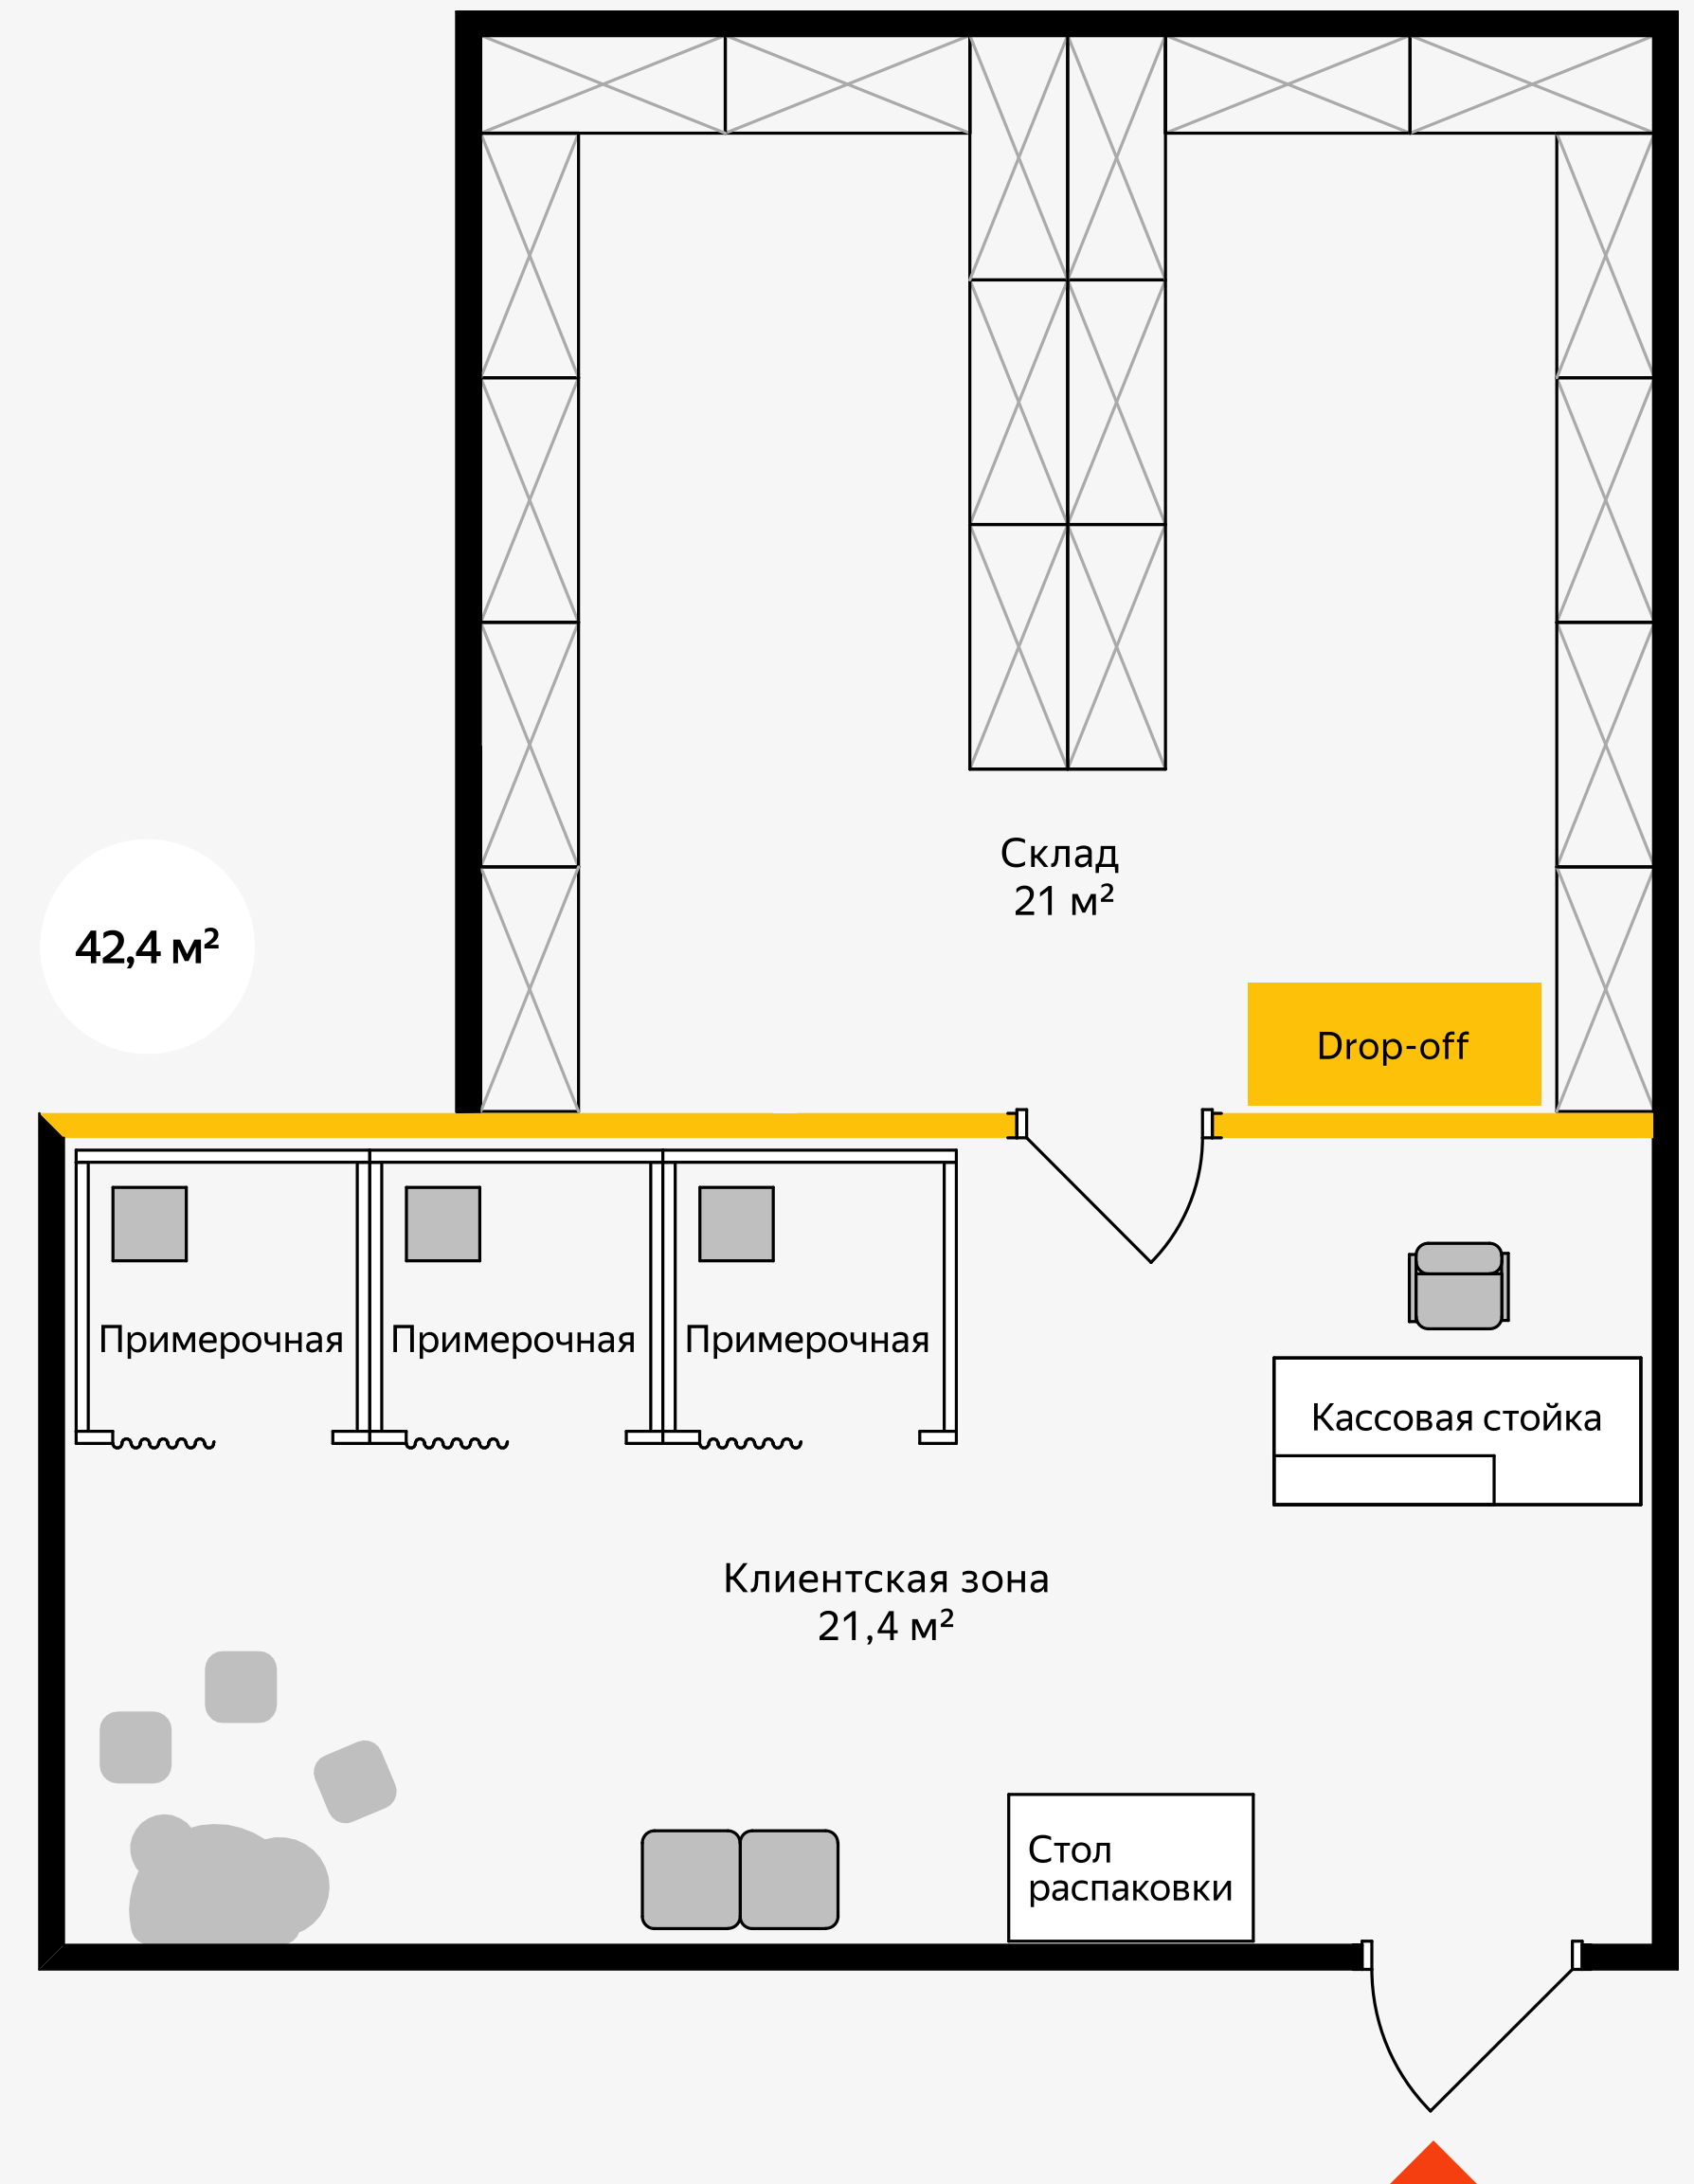 Склад
21 м²
42,4 м²
Drop-off
Примерочная
Примерочная
Примерочная
Кассовая стойка
Клиентская зона
21,4 м²
Стол
распаковки